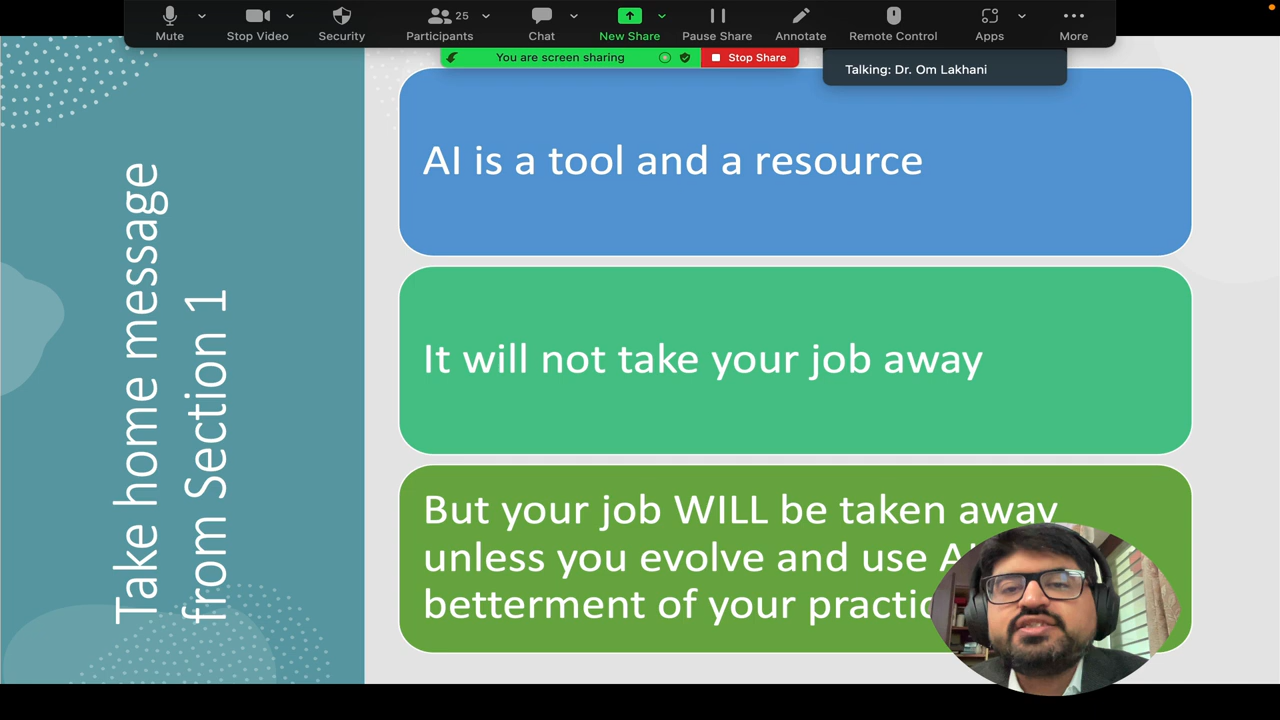 25
Mute
Stop Video
Security
Participants
Chat
New Share
Pause Share
Annotate
Remote Control
Apps
More
You are screen sharing
Stop Share
Talking: Dr. Om Lakhani
Take home message
from Section 1
AI is a tool and a resource
It will not take your job away
But your job WILL be taken away
unless you evolve and use
betterment of your